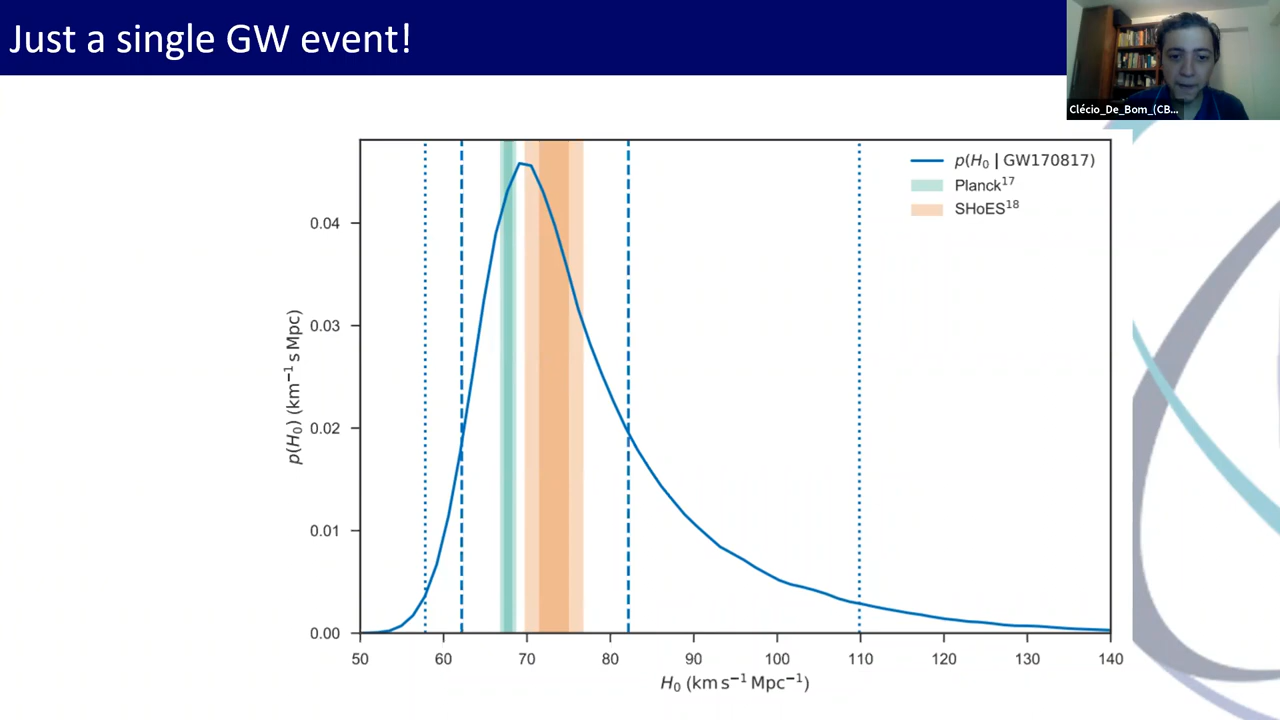 Just a single GW event!
Clécio_De_Bom_(CB...
p(H₀ | GW170817)
Planck¹⁷
SHoES¹⁸
0.04
0.03
0.02
0.01
0.00
p(H₀) (km⁻¹ s Mpc)
50 60 70 80 90 100 110 120 130 140
H₀ (km s⁻¹ Mpc⁻¹)